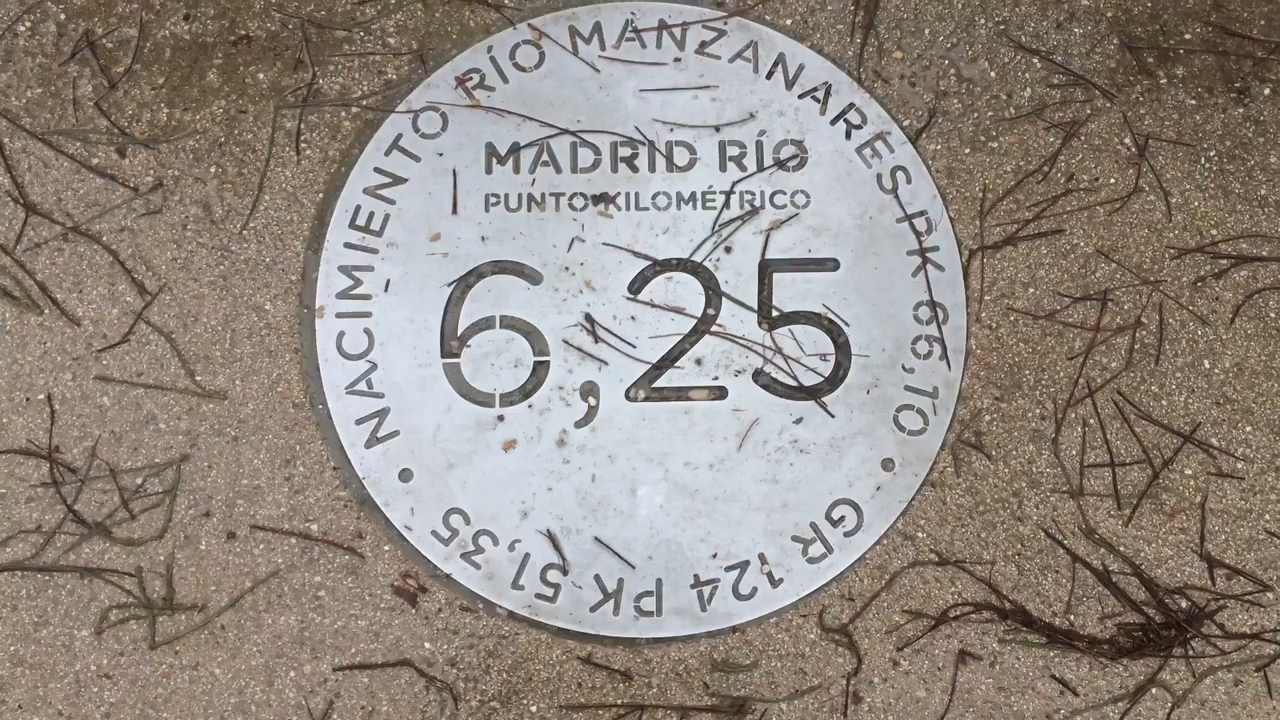 NACIMIENTO RÍO MANZANARES PK 66,10
MADRID RÍO
PUNTO KILOMÉTRICO
6,25
GR 124 PK 51,35